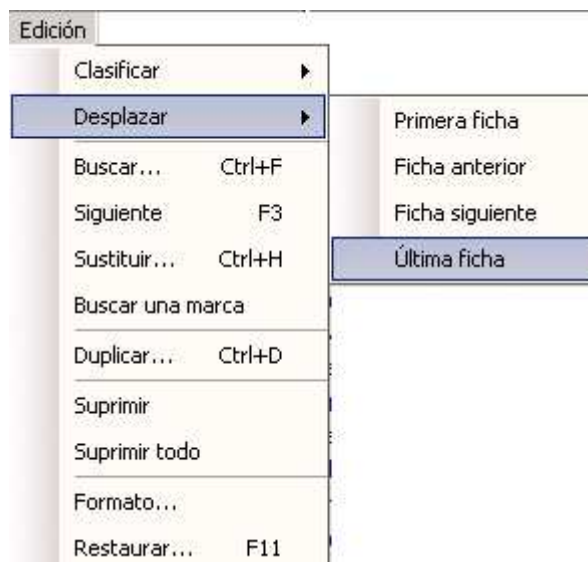 Edición
Clasificar
Desplazar
Buscar... Ctrl+F
Siguiente F3
Sustituir... Ctrl+H
Buscar una marca
Duplicar... Ctrl+D
Suprimir
Suprimir todo
Formato...
Restaurar... F11
Primera ficha
Ficha anterior
Ficha siguiente
Última ficha